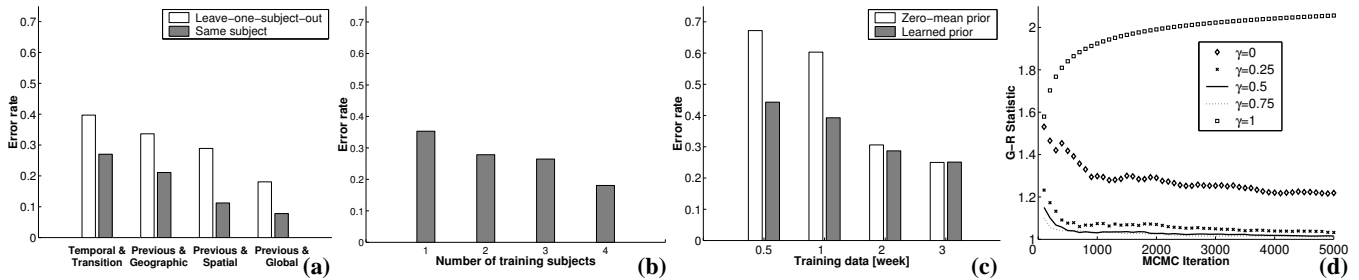 Error rate
0.7
0.6
0.5
0.4
0.3
0.2
0.1
0
Leave−one−subject−out
Same subject
Temporal & Transition
Previous & Geographic
Previous & Spatial
Previous & Global
(a)
Error rate
0.7
0.6
0.5
0.4
0.3
0.2
0.1
0
1 2 3 4
Number of training subjects
(b)
Error rate
0.7
0.6
0.5
0.4
0.3
0.2
0.1
0
Zero−mean prior
Learned prior
0.5 1 2 3
Training data [week]
(c)
G−R Statistic
2
1.8
1.6
1.4
1.2
1
γ=0
γ=0.25
γ=0.5
γ=0.75
γ=1
1000 2000 3000 4000 5000
MCMC Iteration
(d)